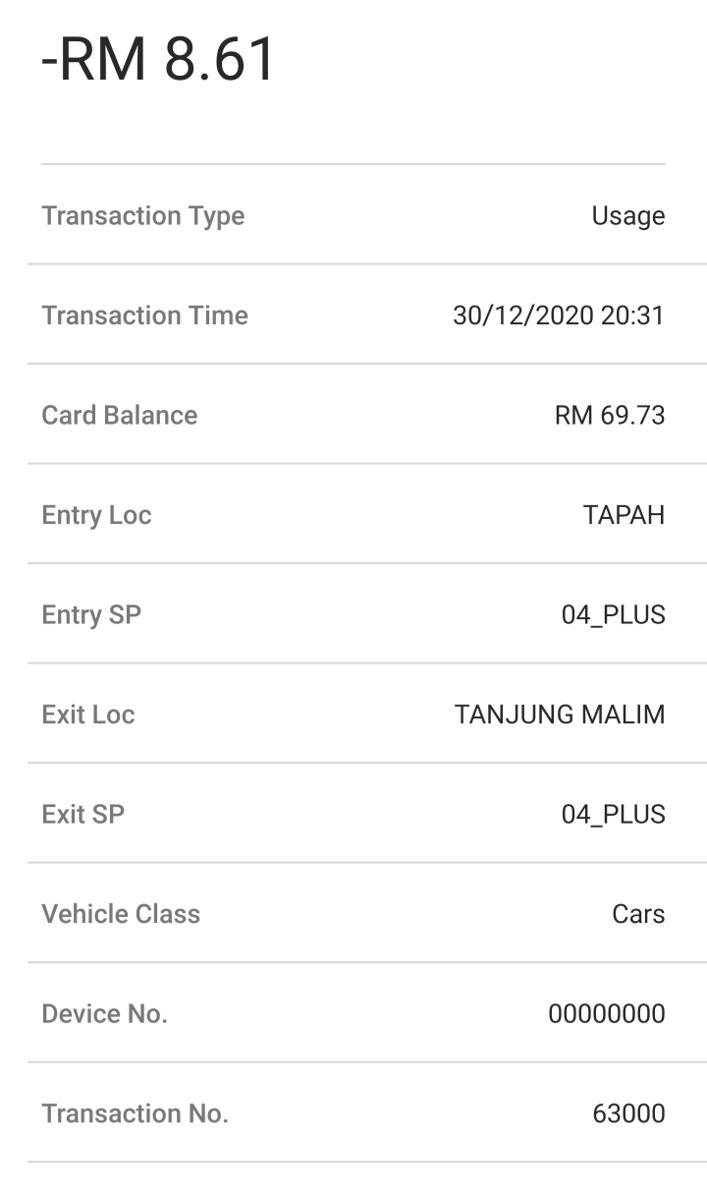 -RM 8.61
Transaction Type Usage
Transaction Time 30/12/2020 20:31
Card Balance RM 69.73
Entry Loc TAPAH
Entry SP 04_PLUS
Exit Loc TANJUNG MALIM
Exit SP 04_PLUS
Vehicle Class Cars
Device No. 00000000
Transaction No. 63000